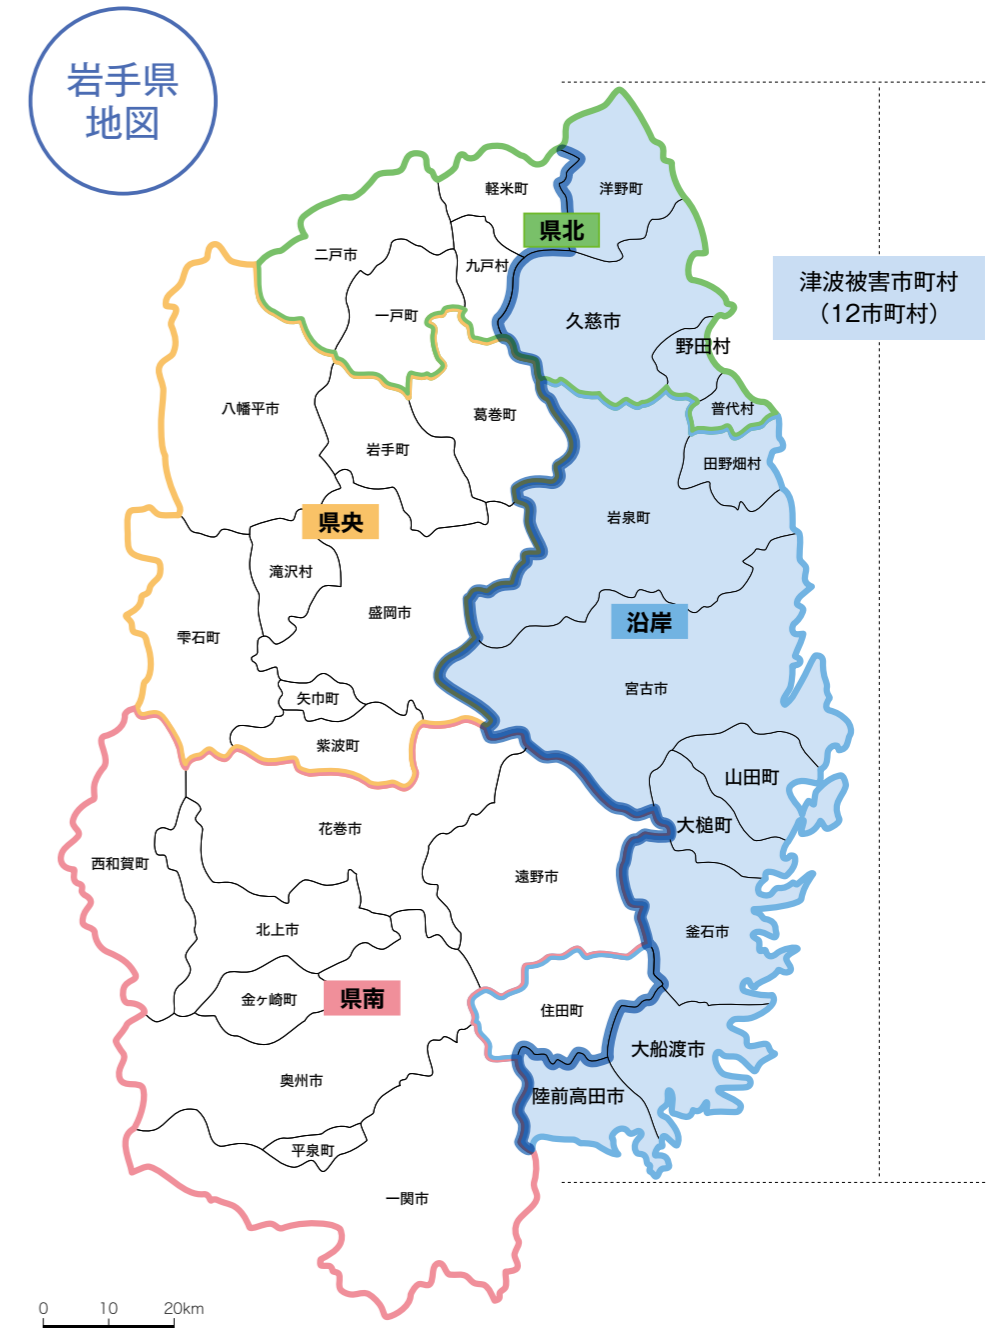 岩手県
地図
軽米町
洋野町
県北
二戸市
九戸村
津波被害市町村
（12市町村）
一戸町
久慈市
野田村
八幡平市
普代村
葛巻町
岩手町
田野畑村
県央
岩泉町
滝沢村
盛岡市
沿岸
雫石町
宮古市
矢巾町
紫波町
山田町
花巻市
大槌町
西和賀町
遠野市
北上市
釜石市
金ヶ崎町
県南
住田町
大船渡市
奥州市
陸前高田市
平泉町
一関市
0 10 20km